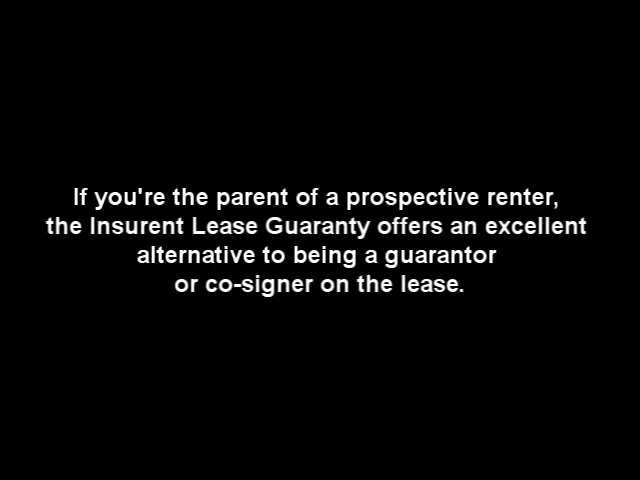 If you're the parent of a prospective renter,
the Insurent Lease Guaranty offers an excellent
alternative to being a guarantor
or co-signer on the lease.